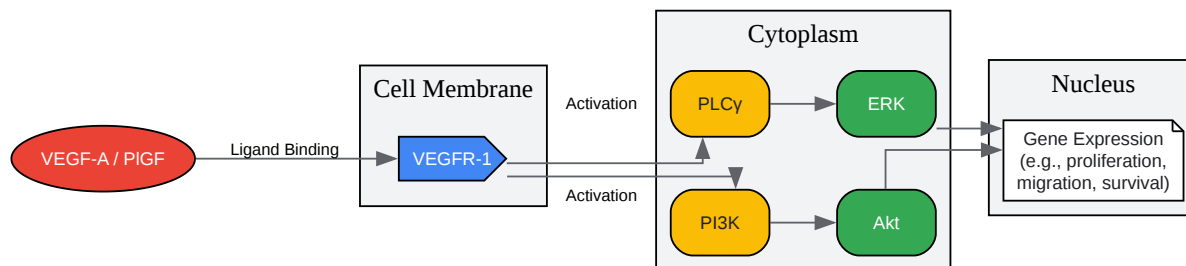 VEGF-A / PlGF
Ligand Binding
Cell Membrane
VEGFR-1
Activation
Activation
Cytoplasm
PLCγ
ERK
PI3K
Akt
Nucleus
Gene Expression
(e.g., proliferation,
migration, survival)